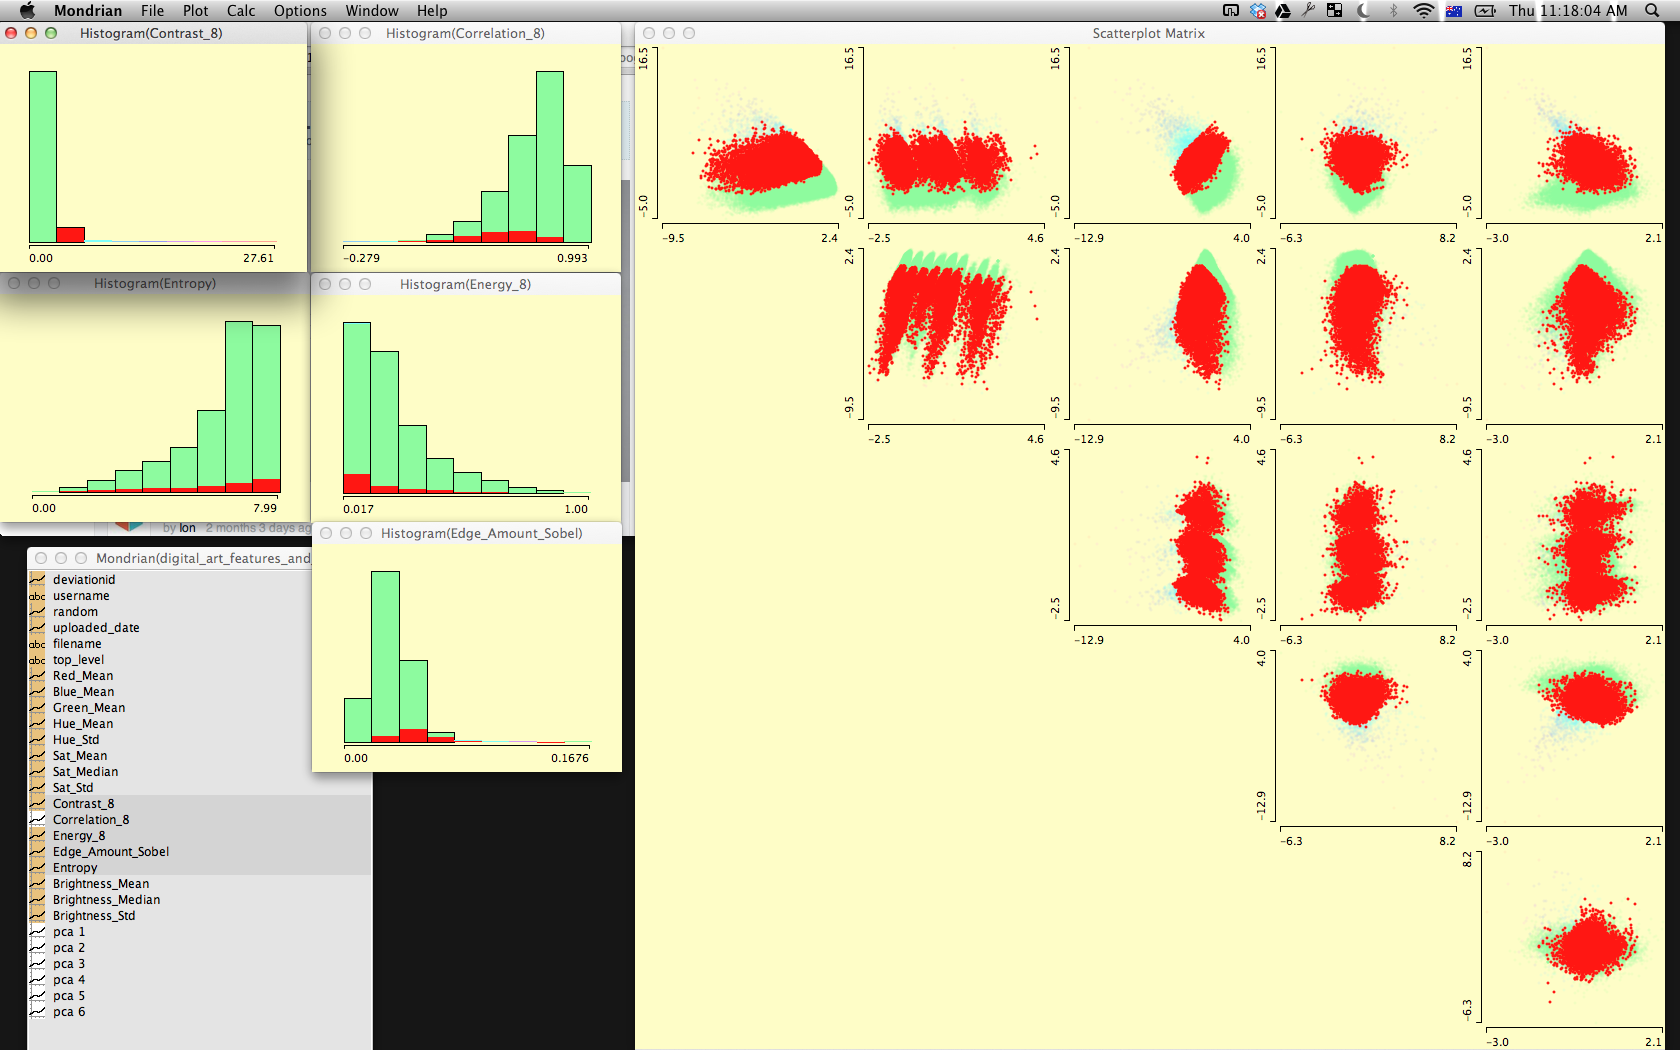 Mondrian File Plot Calc Options Window Help Thu 11:18:04 AM
Histogram(Contrast_8)
0.00 27.61
Histogram(Correlation_8)
−0.279 0.993
Histogram(Entropy)
0.00 7.99
Histogram(Energy_8)
0.017 1.00
by lon 2 months 3 days ag
Histogram(Edge_Amount_Sobel)
0.00 0.1676
Mondrian(digital_art_features_and_
deviationid
abc username
random
uploaded_date
abc filename
abc top_level
Red_Mean
Blue_Mean
Green_Mean
Hue_Mean
Hue_Std
Sat_Mean
Sat_Median
Sat_Std
Contrast_8
Correlation_8
Energy_8
Edge_Amount_Sobel
Entropy
Brightness_Mean
Brightness_Median
Brightness_Std
pca 1
pca 2
pca 3
pca 4
pca 5
pca 6
Scatterplot Matrix
16.5 16.5 16.5 16.5 16.5
−5.0 −5.0 −5.0 −5.0 −5.0
−9.5 2.4 −2.5 4.6 −12.9 4.0 −6.3 8.2 −3.0 2.1
2.4 2.4 2.4 2.4
−9.5 −9.5 −9.5 −9.5
−2.5 4.6 −12.9 4.0 −6.3 8.2 −3.0 2.1
4.6 4.6 4.6
−2.5 −2.5 −2.5
−12.9 4.0 −6.3 8.2 −3.0 2.1
4.0 4.0
−12.9 −12.9
−6.3 8.2 −3.0 2.1
8.2
−6.3
−3.0 2.1